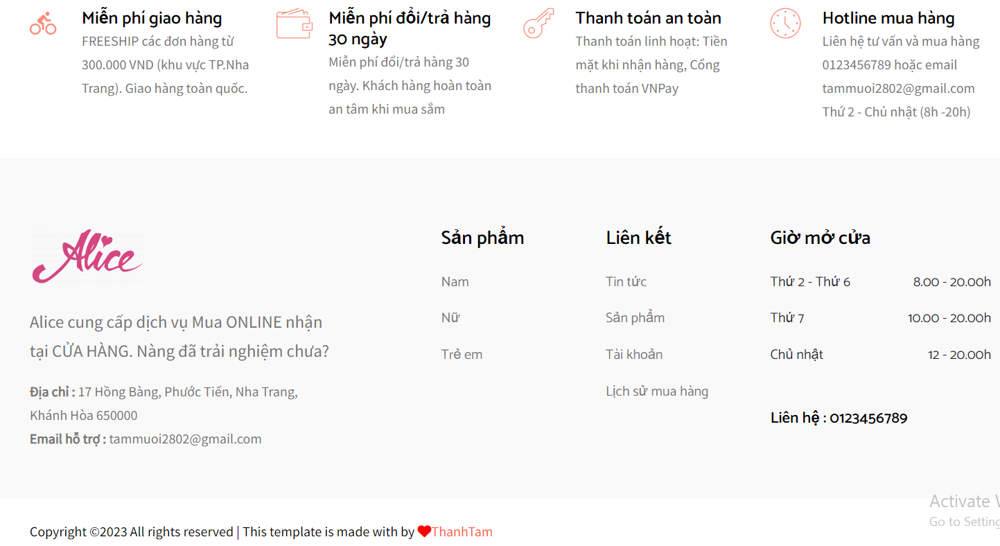 Miễn phí giao hàng
FREESHIP các đơn hàng từ
300.000 VND (khu vực TP.Nha
Trang). Giao hàng toàn quốc.
Miễn phí đổi/trả hàng
30 ngày
Miễn phí đổi/trả hàng 30
ngày. Khách hàng hoàn toàn
an tâm khi mua sắm
Thanh toán an toàn
Thanh toán linh hoạt: Tiền
mặt khi nhận hàng, Cổng
thanh toán VNPay
Hotline mua hàng
Liên hệ tư vấn và mua hàng
0123456789 hoặc email
tammuoi2802@gmail.com
Thứ 2 - Chủ nhật (8h -20h)
Alice
Alice cung cấp dịch vụ Mua ONLINE nhận
tại CỬA HÀNG. Nàng đã trải nghiệm chưa?
Địa chỉ : 17 Hồng Bàng, Phước Tiến, Nha Trang,
Khánh Hòa 650000
Email hỗ trợ : tammuoi2802@gmail.com
Sản phẩm
Nam
Nữ
Trẻ em
Liên kết
Tin tức
Sản phẩm
Tài khoản
Lịch sử mua hàng
Giờ mở cửa
Thứ 2 - Thứ 6 8.00 - 20.00h
Thứ 7 10.00 - 20.00h
Chủ nhật 12 - 20.00h
Liên hệ : 0123456789
Activate
Go to Setting
Copyright ©2023 All rights reserved | This template is made with by ❤ThanhTam